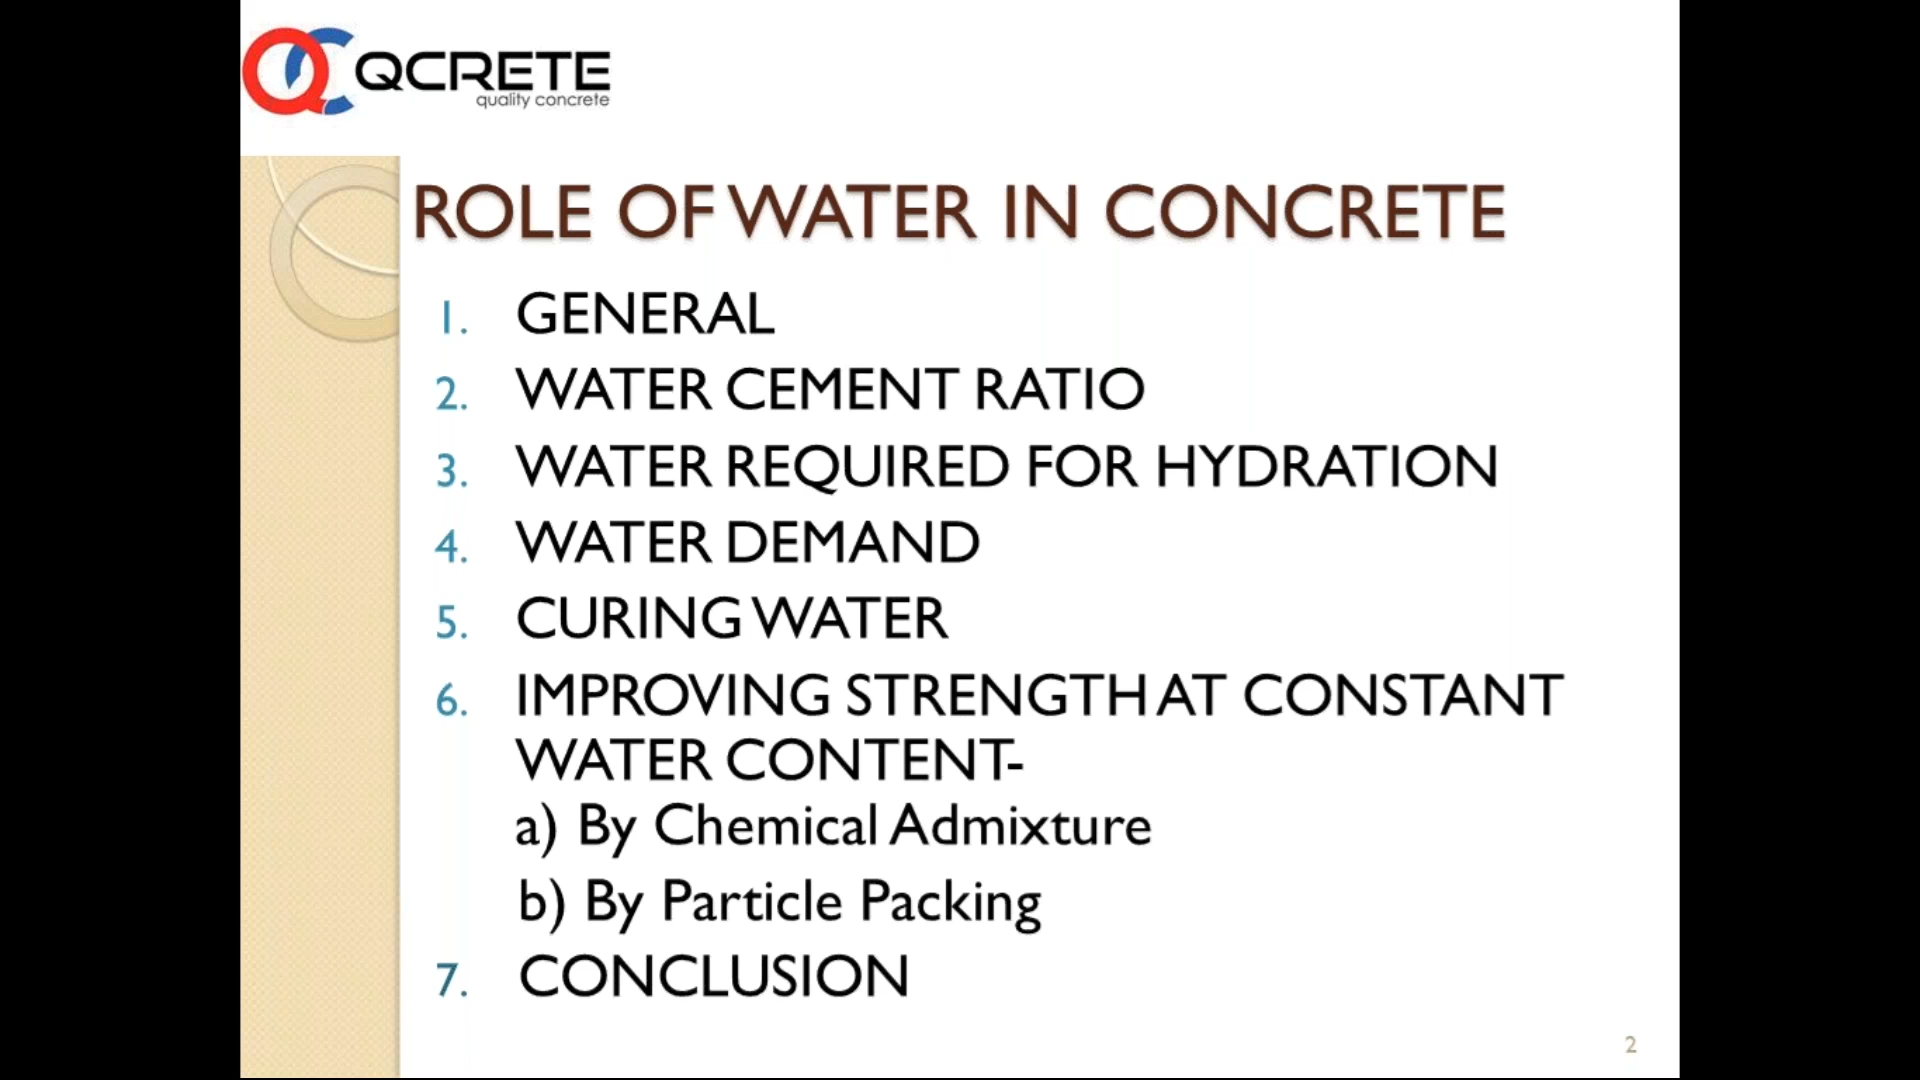 QCRETE
quality concrete
ROLE OF WATER IN CONCRETE
1. GENERAL
2. WATER CEMENT RATIO
3. WATER REQUIRED FOR HYDRATION
4. WATER DEMAND
5. CURING WATER
6. IMPROVING STRENGTH AT CONSTANT
WATER CONTENT-
a) By Chemical Admixture
b) By Particle Packing
7. CONCLUSION
2